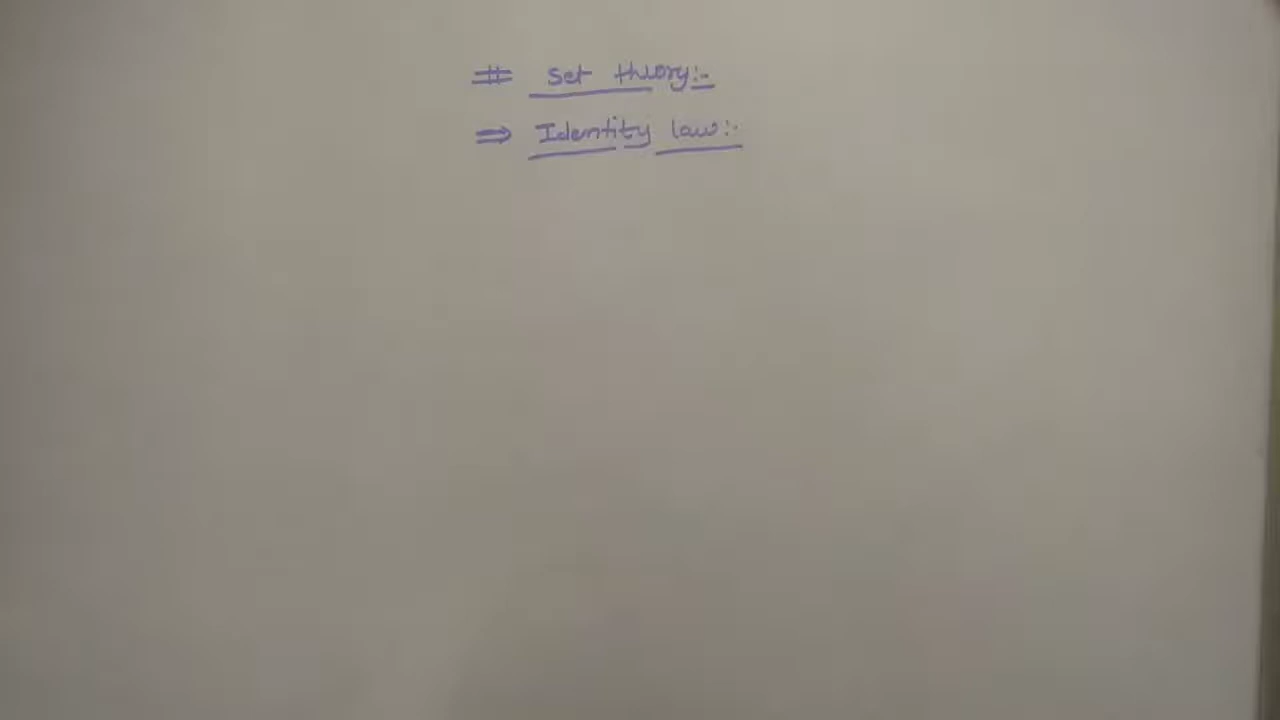 # Set theory:-
⇒ Identity law:-